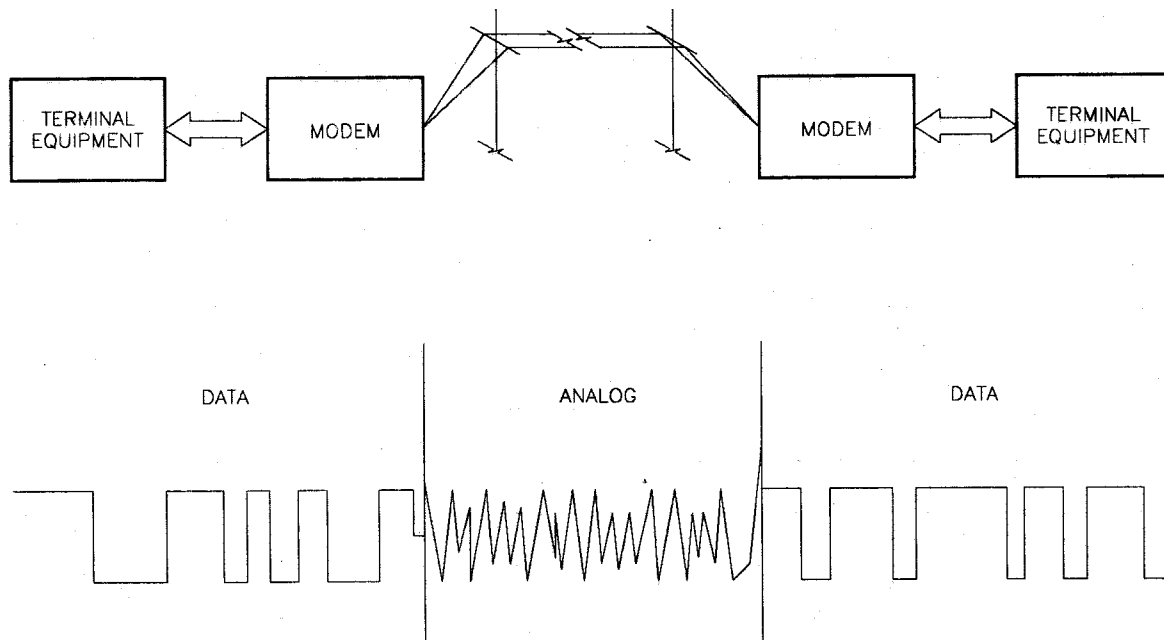 TERMINAL
EQUIPMENT
MODEM
MODEM
TERMINAL
EQUIPMENT
DATA
ANALOG
DATA